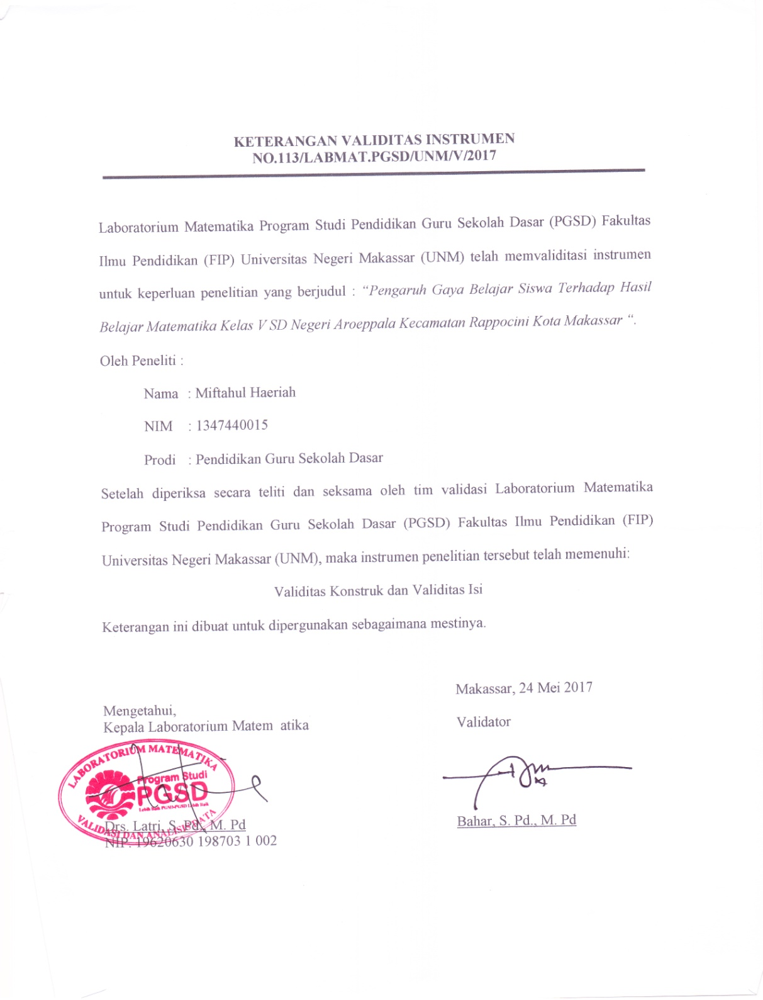 KETERANGAN VALIDITAS INSTRUMEN
NO.113/LABMAT.PGSD/UNM/V/2017
Laboratorium Matematika Program Studi Pendidikan Guru Sekolah Dasar (PGSD) Fakultas
Ilmu Pendidikan (FIP) Universitas Negeri Makassar (UNM) telah memvaliditasi instrumen
untuk keperluan penelitian yang berjudul : “Pengaruh Gaya Belajar Siswa Terhadap Hasil
Belajar Matematika Kelas V SD Negeri Aroeppala Kecamatan Rappocini Kota Makassar “.
Oleh Peneliti :
Nama : Miftahul Haeriah
NIM : 1347440015
Prodi : Pendidikan Guru Sekolah Dasar
Setelah diperiksa secara teliti dan seksama oleh tim validasi Laboratorium Matematika
Program Studi Pendidikan Guru Sekolah Dasar (PGSD) Fakultas Ilmu Pendidikan (FIP)
Universitas Negeri Makassar (UNM), maka instrumen penelitian tersebut telah memenuhi:
Validitas Konstruk dan Validitas Isi
Keterangan ini dibuat untuk dipergunakan sebagaimana mestinya.
Makassar, 24 Mei 2017
Mengetahui,
Kepala Laboratorium Matem atika
Validator
LABORATORIUM MATEMATIKA
Program Studi
PGSD
VALIDASI DAN ANALISIS DATA
Drs. Latri, S. Pd., M. Pd
NIP. 19620630 198703 1 002
Bahar, S. Pd., M. Pd